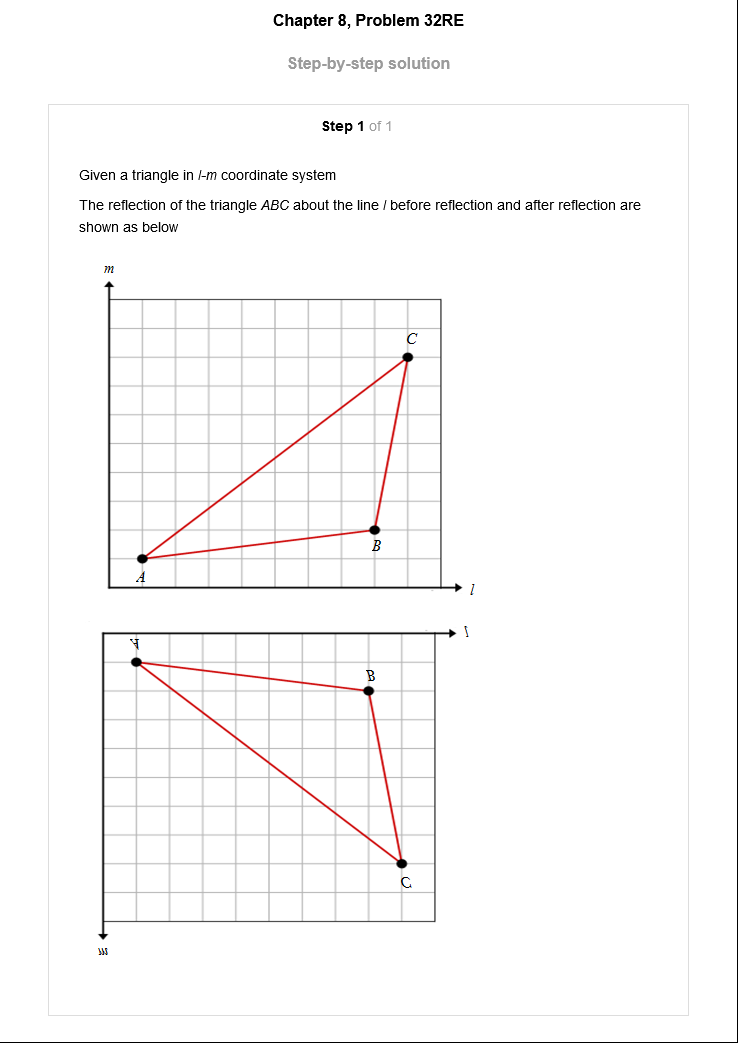 Chapter 8, Problem 32RE
Step-by-step solution
Step 1 of 1
Given a triangle in l-m coordinate system
The reflection of the triangle ABC about the line l before reflection and after reflection are
shown as below
m
C
B
A
l
l
A
B
C
m